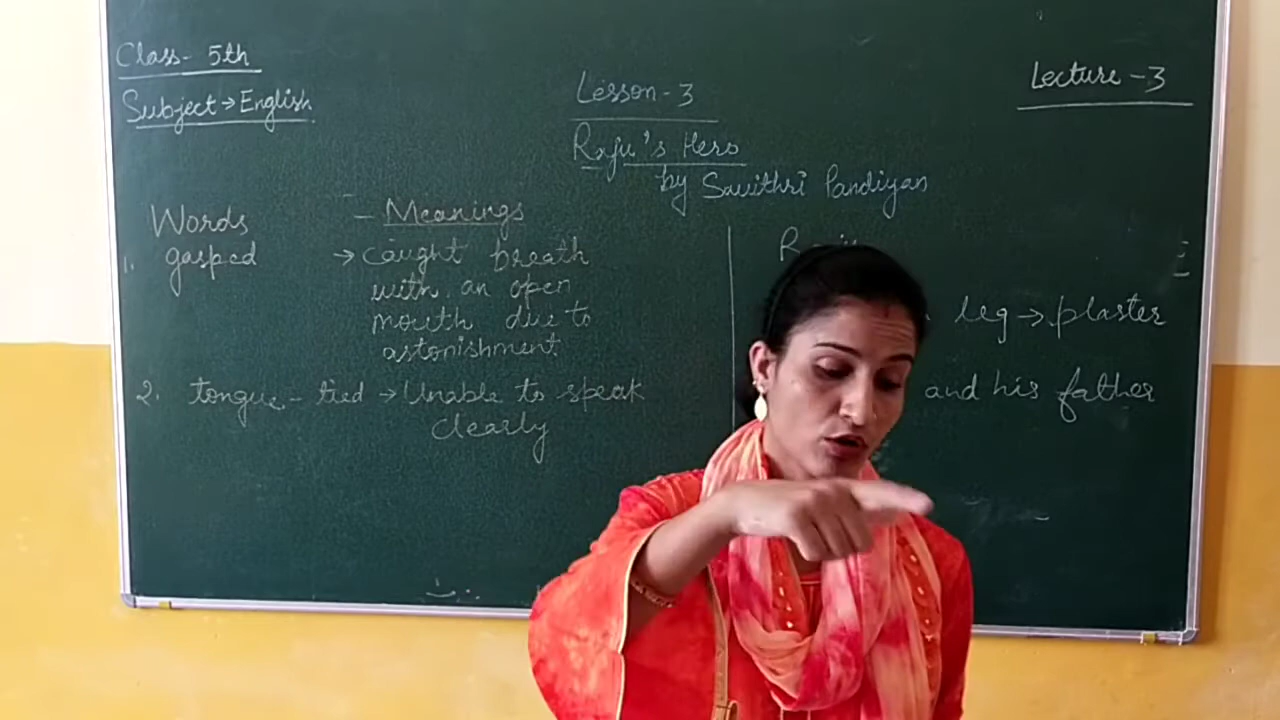 Class- 5th
Subject → English
Lecture - 3
Lesson - 3
Raju's Hero
by Savithri Pandiyan
Words - Meanings
1. gasped → caught breath
with an open
mouth due to
astonishment
2. tongue - tied → Unable to speak
clearly
leg → plaster
and his father